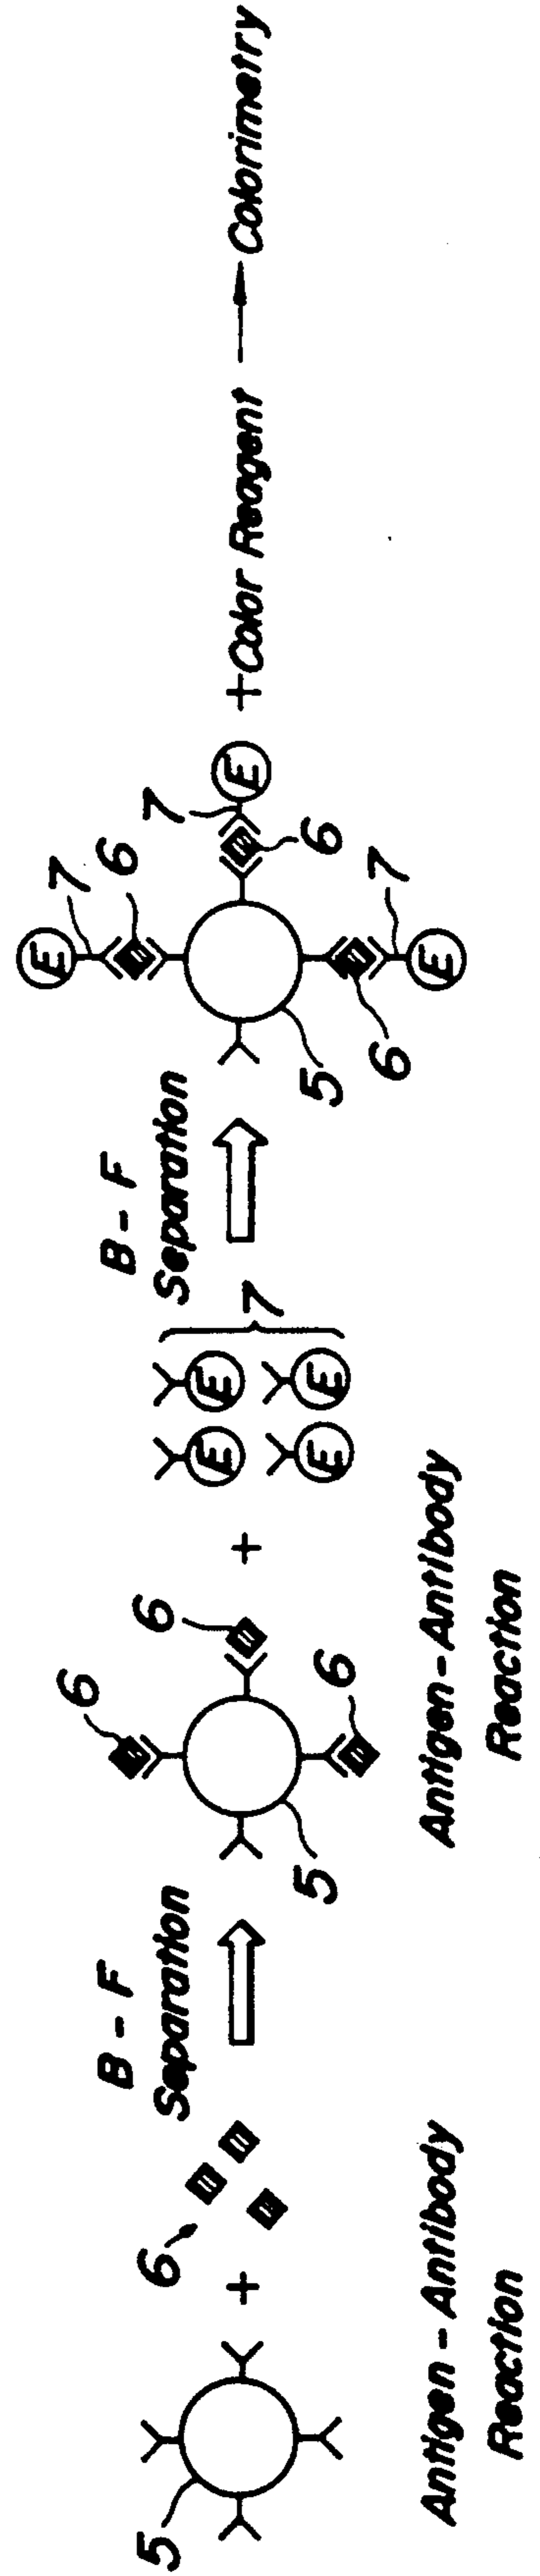 5
+
6
B - F
Separation
Antigen - Antibody
Reaction
6
6
6
5
+
E E
E E
7
B - F
Separation
Antigen - Antibody
Reaction
E
7
6
E
7
6
E
7
6
5
+ Color Reagent → Colorimetry